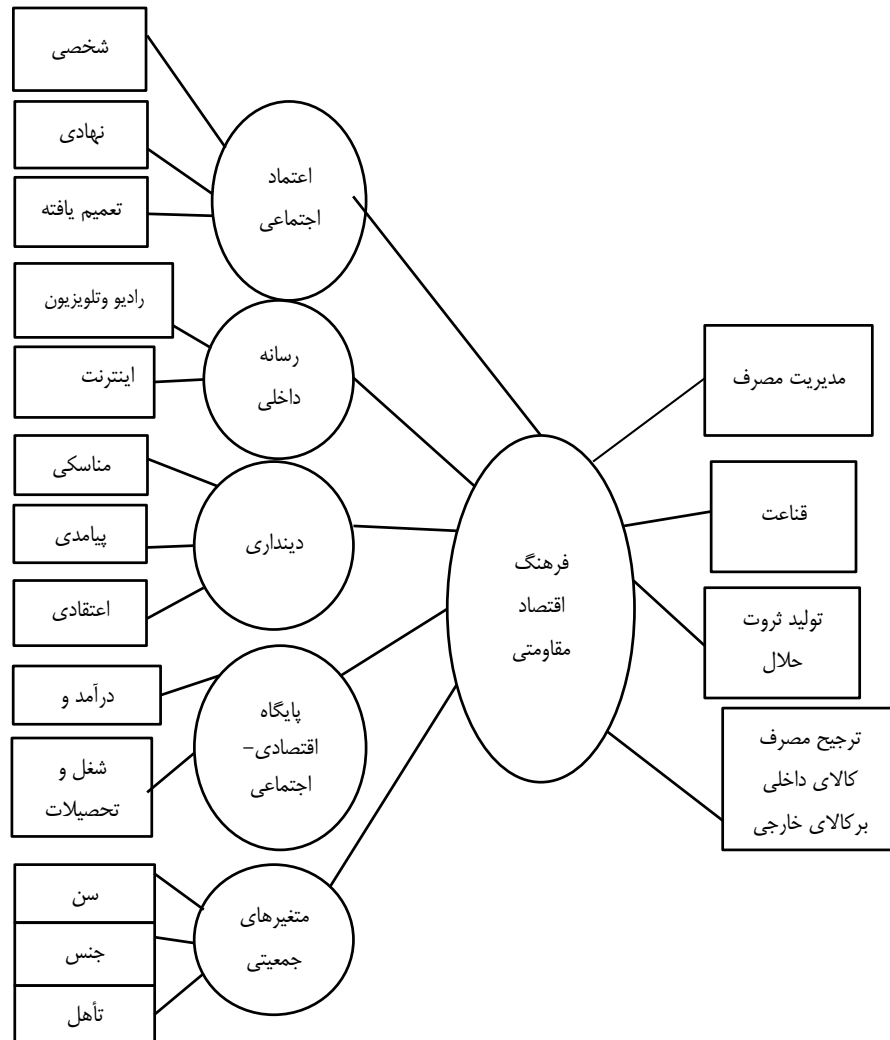 شخصی
نهادی
تعمیم یافته
اعتماد
اجتماعی
رادیو وتلویزیون
اینترنت
رسانه
داخلی
مناسکی
پیامدی
اعتقادی
دینداری
درآمد و
شغل و
تحصیلات
پایگاه
اقتصادی–
اجتماعی
سن
جنس
تأهل
متغیرهای
جمعیتی
فرهنگ
اقتصاد
مقاومتی
مدیریت مصرف
قناعت
تولید ثروت
حلال
ترجیح مصرف
کالای داخلی
برکالای خارجی